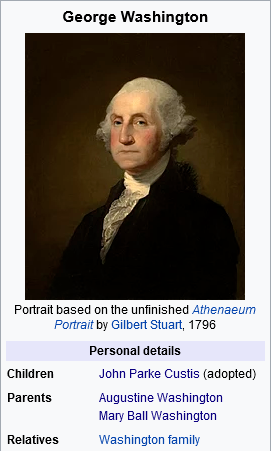 George Washington
Portrait based on the unfinished Athenaeum
Portrait by Gilbert Stuart, 1796
Personal details
Children John Parke Custis (adopted)
Parents Augustine Washington
Mary Ball Washington
Relatives Washington family